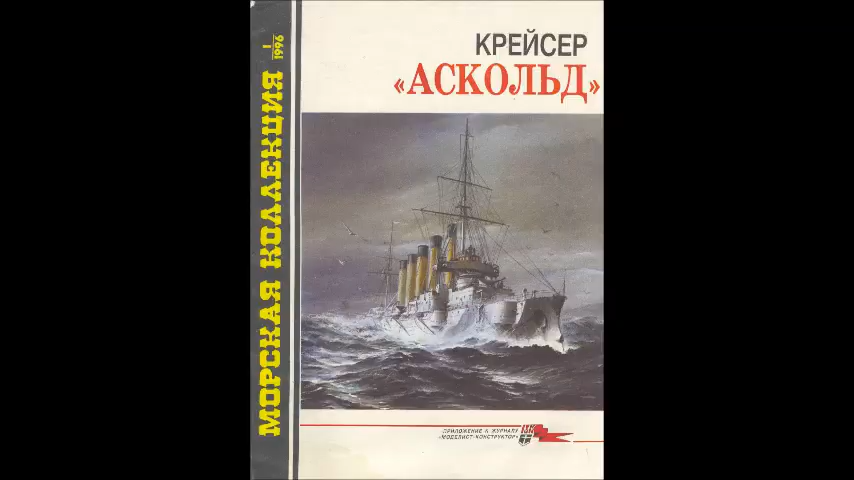 МОРСКАЯ КОЛЛЕКЦИЯ
1
1996
КРЕЙСЕР
«АСКОЛЬД»
ПРИЛОЖЕНИЕ К ЖУРНАЛУ
«МОДЕЛИСТ-КОНСТРУКТОР»